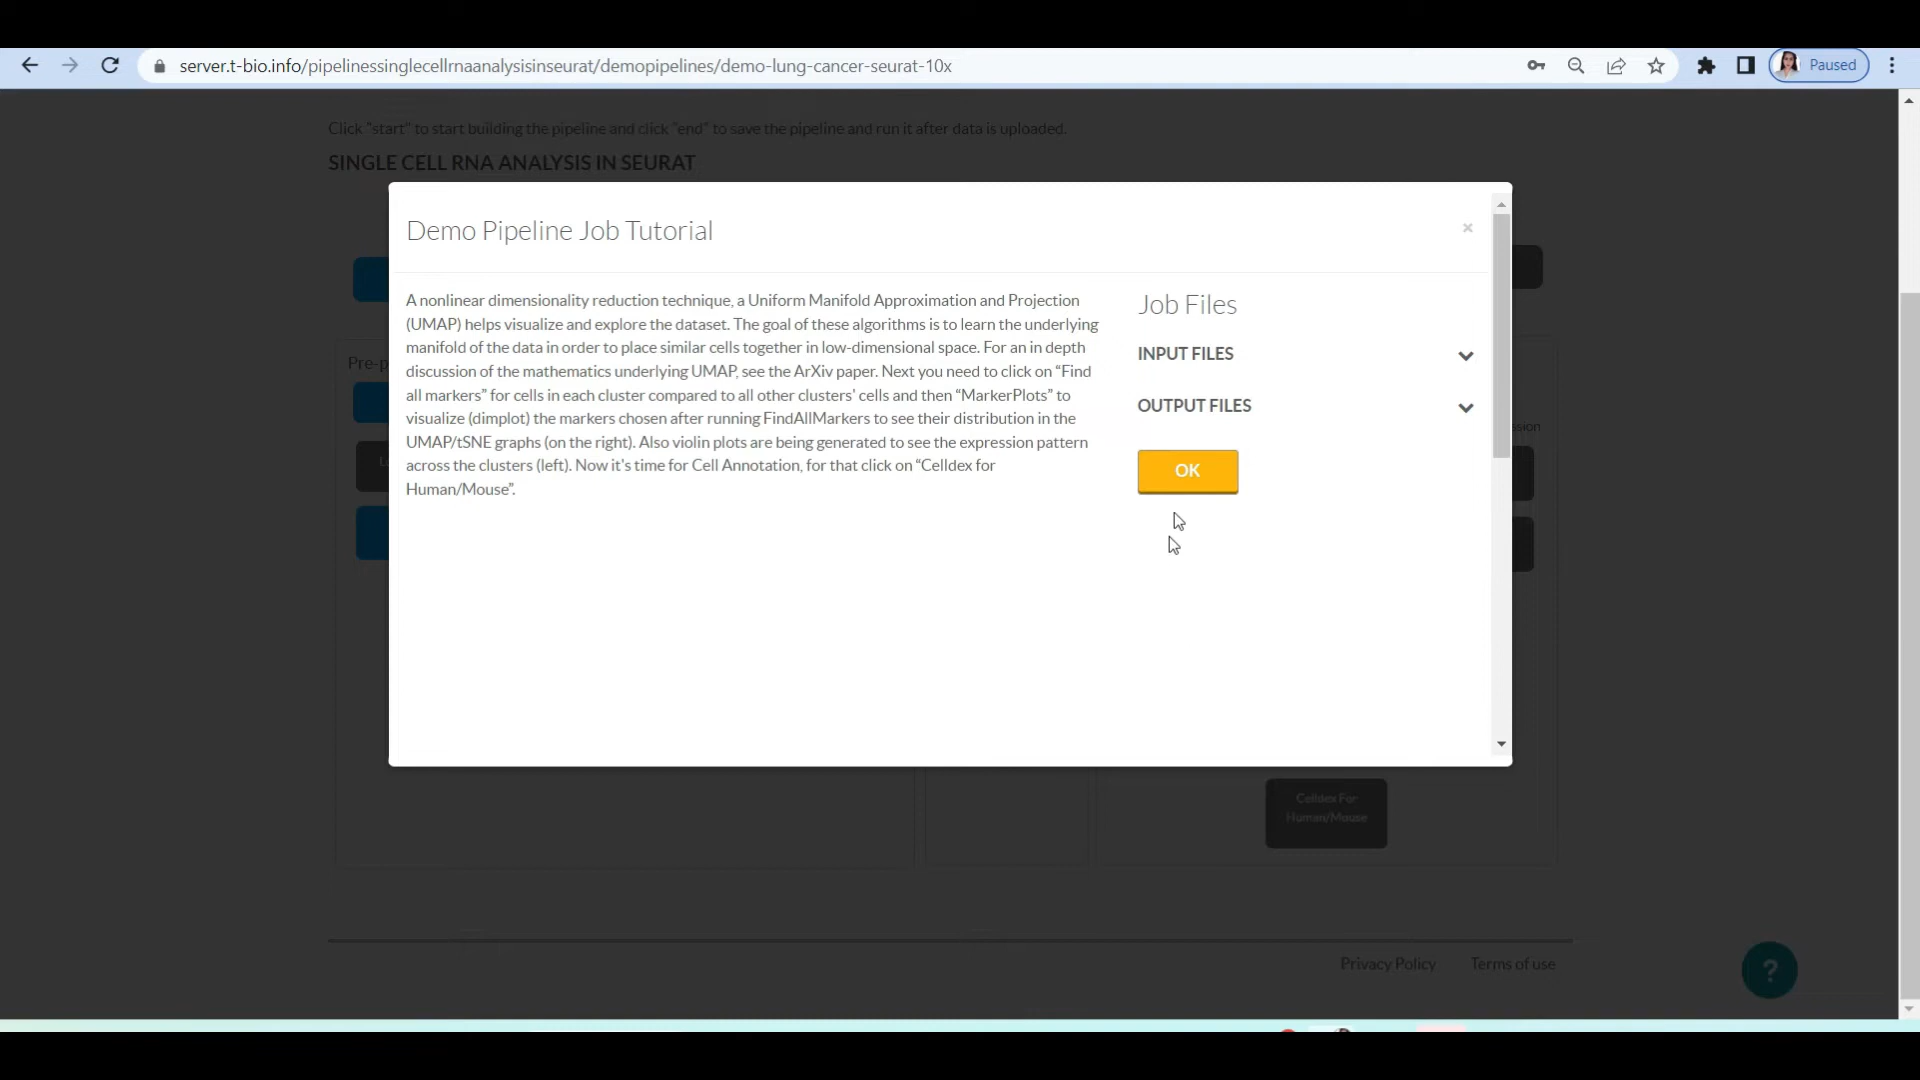 server.t-bio.info/pipelinessinglecellrnaanalysisinseurat/demopipelines/demo-lung-cancer-seurat-10x
Paused
Click "start" to start building the pipeline and click "end" to save the pipeline and run it after data is uploaded.
SINGLE CELL RNA ANALYSIS IN SEURAT
Demo Pipeline Job Tutorial
×
A nonlinear dimensionality reduction technique, a Uniform Manifold Approximation and Projection
(UMAP) helps visualize and explore the dataset. The goal of these algorithms is to learn the underlying
manifold of the data in order to place similar cells together in low-dimensional space. For an in depth
discussion of the mathematics underlying UMAP, see the ArXiv paper. Next you need to click on “Find
all markers” for cells in each cluster compared to all other clusters' cells and then “MarkerPlots” to
visualize (dimplot) the markers chosen after running FindAllMarkers to see their distribution in the
UMAP/tSNE graphs (on the right). Also violin plots are being generated to see the expression pattern
across the clusters (left). Now it's time for Cell Annotation, for that click on “Celldex for
Human/Mouse”.
Job Files
INPUT FILES
OUTPUT FILES
OK
Pre-p
ssion
Celldex For
Human/Mouse
Privacy Policy
Terms of use
?